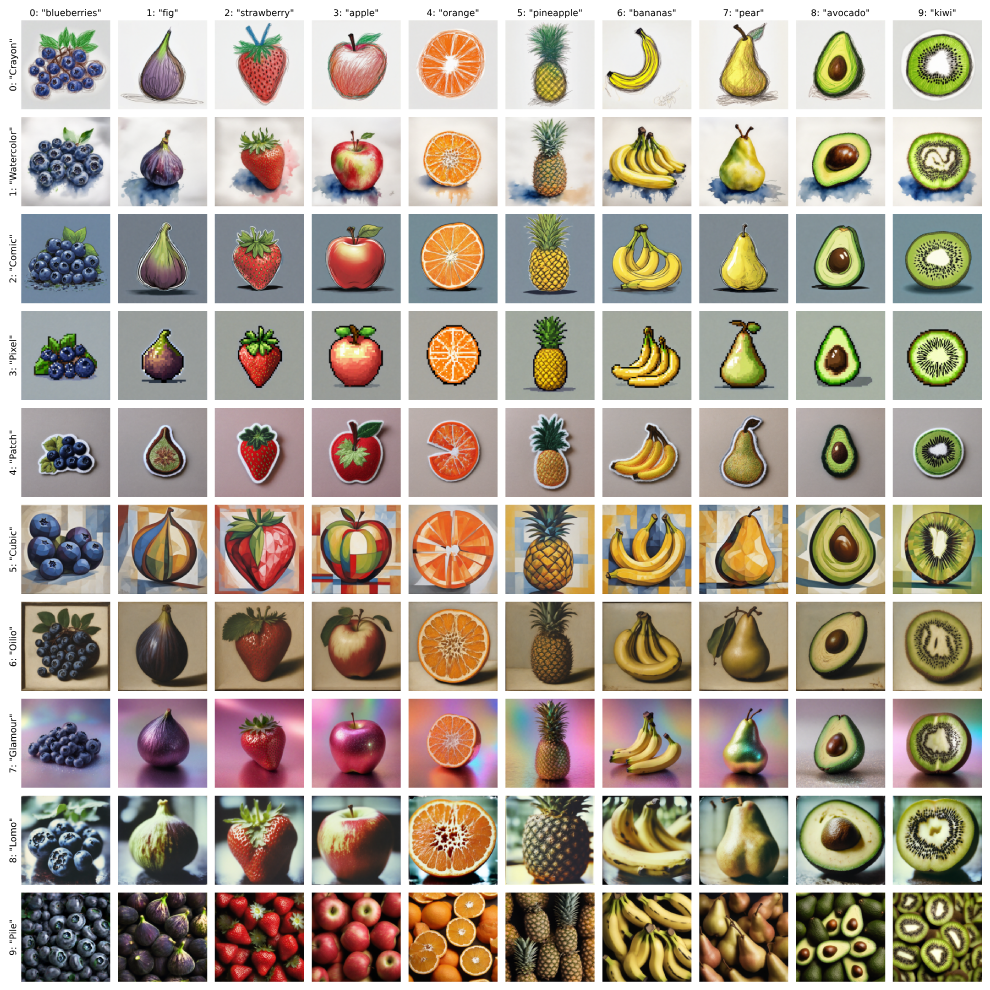 0: "blueberries"
1: "fig"
2: "strawberry"
3: "apple"
4: "orange"
5: "pineapple"
6: "bananas"
7: "pear"
8: "avocado"
9: "kiwi"
0: "Crayon"
1: "Watercolor"
2: "Comic"
3: "Pixel"
4: "Patch"
5: "Cubic"
6: "Oilio"
7: "Glamour"
8: "Lomo"
9: "Pile"